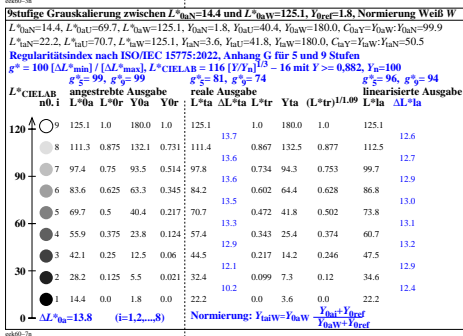 eek60-3a
9stufige Grauskalierung zwischen L*0aN=14.4 und L*0aW=125.1, Y0ref=1.8, Normierung Weiß W
L*0aN=14.4, L*0aU=69.7, L*0aW=125.1, Y0aN=1.8, Y0aU=40.4, Y0aW=180.0, CaY=Y0aW:Y0aN=99.9
L*taN=22.2, L*taU=70.7, L*taW=125.1, YtaN=3.6, YtaU=41.8, YaW=180.0, CtaY=YtaW:YtaN=50.5
Regularitätsindex nach ISO/IEC 15775:2022, Anhang G für 5 und 9 Stufen
g* = 100 [ΔL*min] / [ΔL*max], L*CIELAB = 116 [Y/Yn]1/3 − 16 mit Y >= 0,882, Yn=100
g*5= 99, g*9= 99 g*5= 81, g*9= 74 g*5= 96, g*9= 94
L*CIELAB angestrebte Ausgabe reale Ausgabe linearisierte Ausgabe
n0. i L*0a L*0r Y0a Y0r L*ta ΔL*ta L*tr Yta (L*tr)1/1.09 L*la ΔL*la
120 9 125.1 1.0 180.0 1.0 125.1 1.0 180.0 1.0 125.1
13.7 12.6
8 111.3 0.875 132.1 0.731 111.4 0.867 132.5 0.877 112.5
13.6 12.7
90 7 97.4 0.75 93.5 0.514 97.8 0.734 94.3 0.753 99.7
13.6 12.9
6 83.6 0.625 63.3 0.345 84.2 0.602 64.4 0.628 86.8
13.5 13.0
60 5 69.7 0.5 40.4 0.217 70.7 0.472 41.8 0.502 73.8
13.3 13.1
4 55.9 0.375 23.8 0.124 57.4 0.343 25.4 0.374 60.7
12.9 13.2
3 42.1 0.25 12.5 0.06 44.5 0.217 14.2 0.246 47.5
30 12.1 12.9
2 28.2 0.125 5.5 0.021 32.4 0.099 7.3 0.12 34.6
10.2 12.4
1 14.4 0.0 1.8 0.0 22.2 0.0 3.6 0.0 22.2
0 ΔL*0a=13.8 (i=1,2,...,8) Normierung: YtaiW=Y0aW Y0ai+Y0ref
Y0aW+Y0ref
eek60-7n